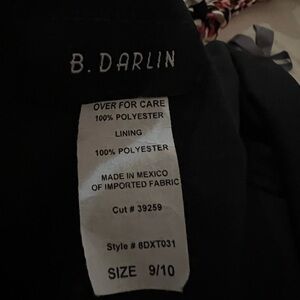 B. DARLIN
OVER FOR CARE
100% POLYESTER
LINING
100% POLYESTER
MADE IN MEXICO
OF IMPORTED FABRIC
Cut # 39259
Style # 6DXT031
SIZE 9/10